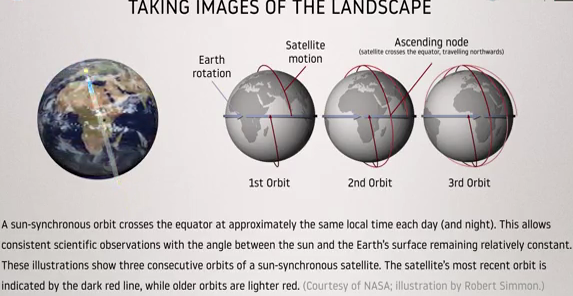 TAKING IMAGES OF THE LANDSCAPE
Earth
rotation
Satellite
motion
Ascending node
(satellite crosses the equator, travelling northwards)
1st Orbit
2nd Orbit
3rd Orbit
A sun-synchronous orbit crosses the equator at approximately the same local time each day (and night). This allows
consistent scientific observations with the angle between the sun and the Earth's surface remaining relatively constant.
These illustrations show three consecutive orbits of a sun-synchronous satellite. The satellite's most recent orbit is
indicated by the dark red line, while older orbits are lighter red. (Courtesy of NASA; illustration by Robert Simmon.)